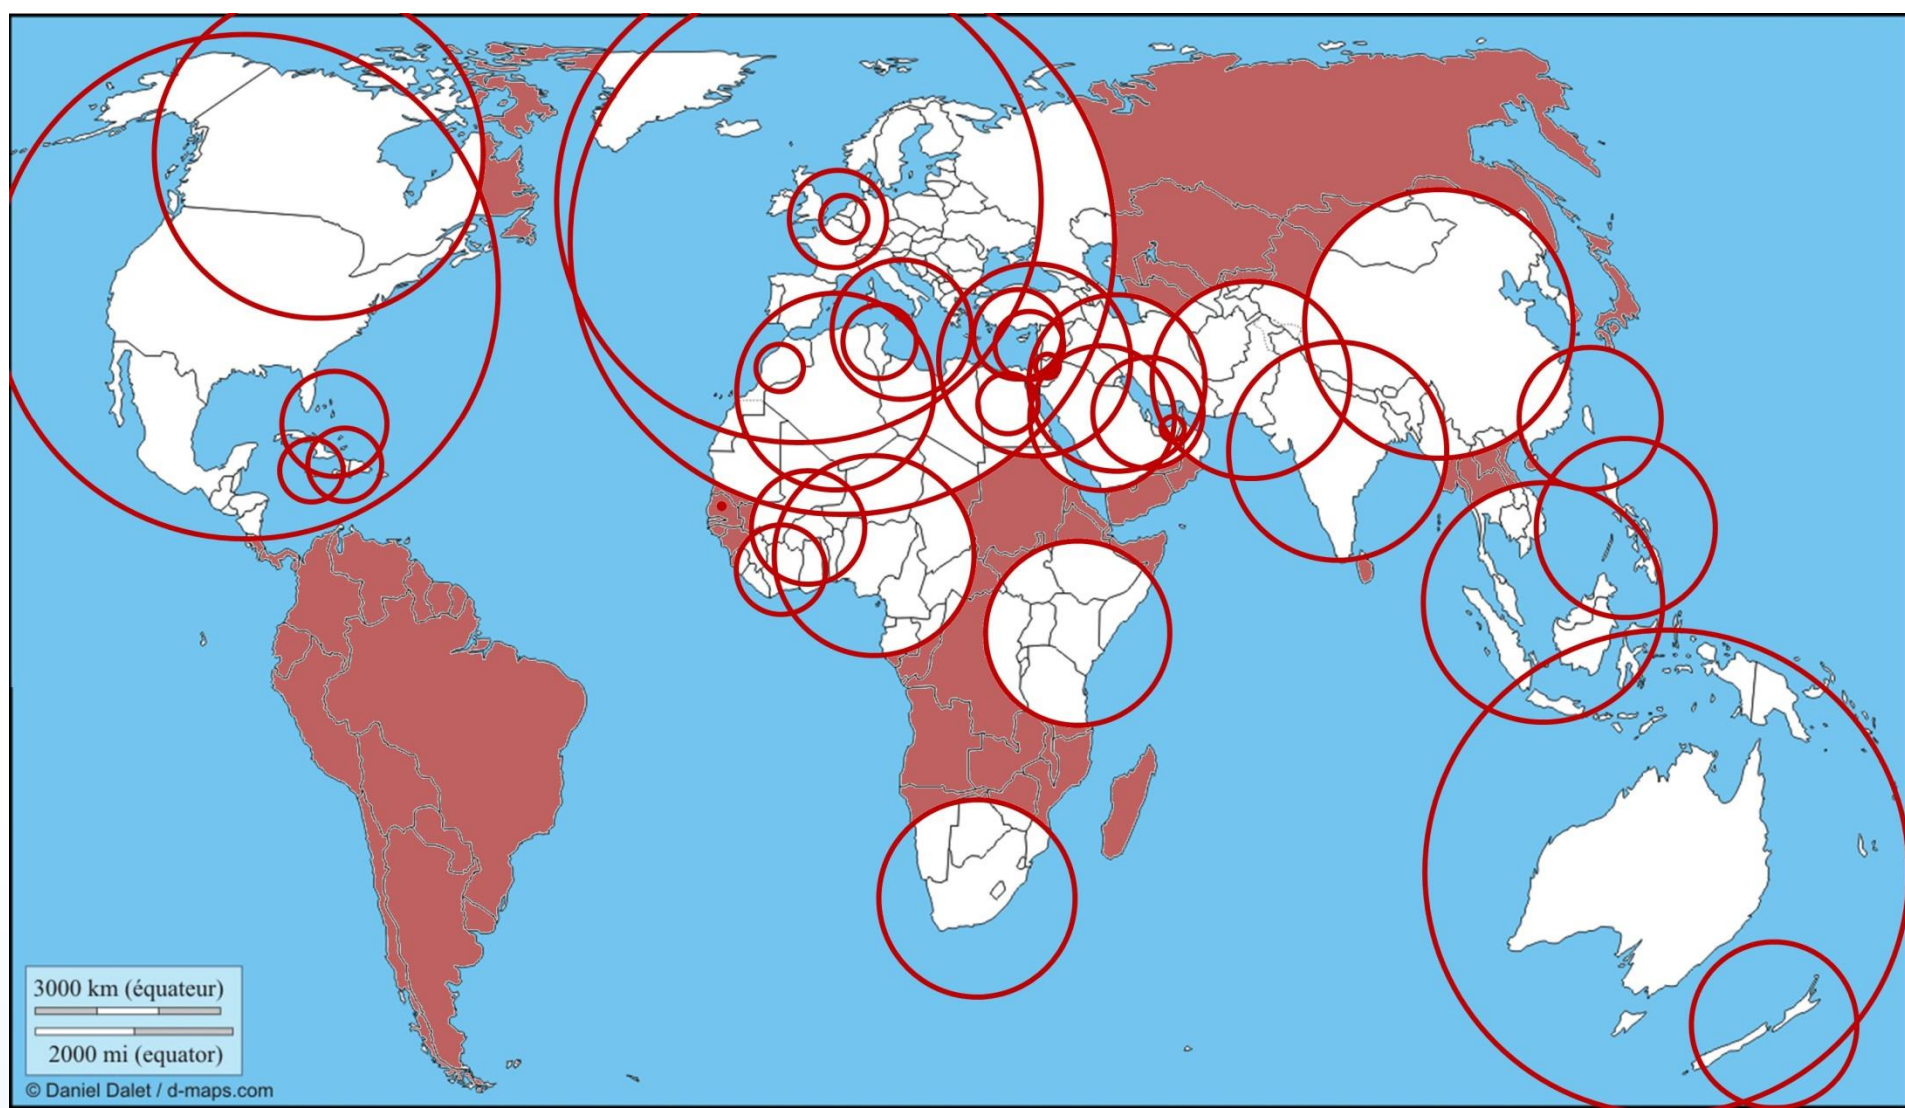 3000 km (équateur)
2000 mi (equator)
© Daniel Dalet / d-maps.com